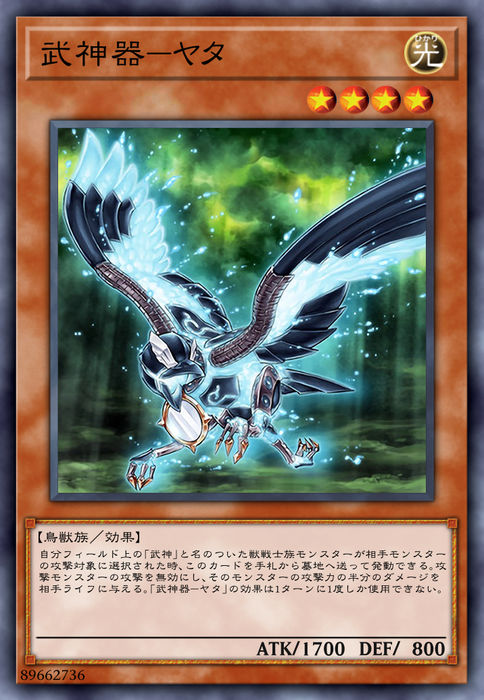 武神器－ヤタ
ひかり
光
【鳥獣族／効果】
自分フィールド上の「武神」と名のついた獣戦士族モンスターが相手モンスター
の攻撃対象に選択された時、このカードを手札から墓地へ送って発動できる。攻
撃モンスターの攻撃を無効にし、そのモンスターの攻撃力の半分のダメージを
相手ライフに与える。「武神器－ヤタ」の効果は1ターンに1度しか使用できない。
ATK/1700 DEF/ 800
89662736